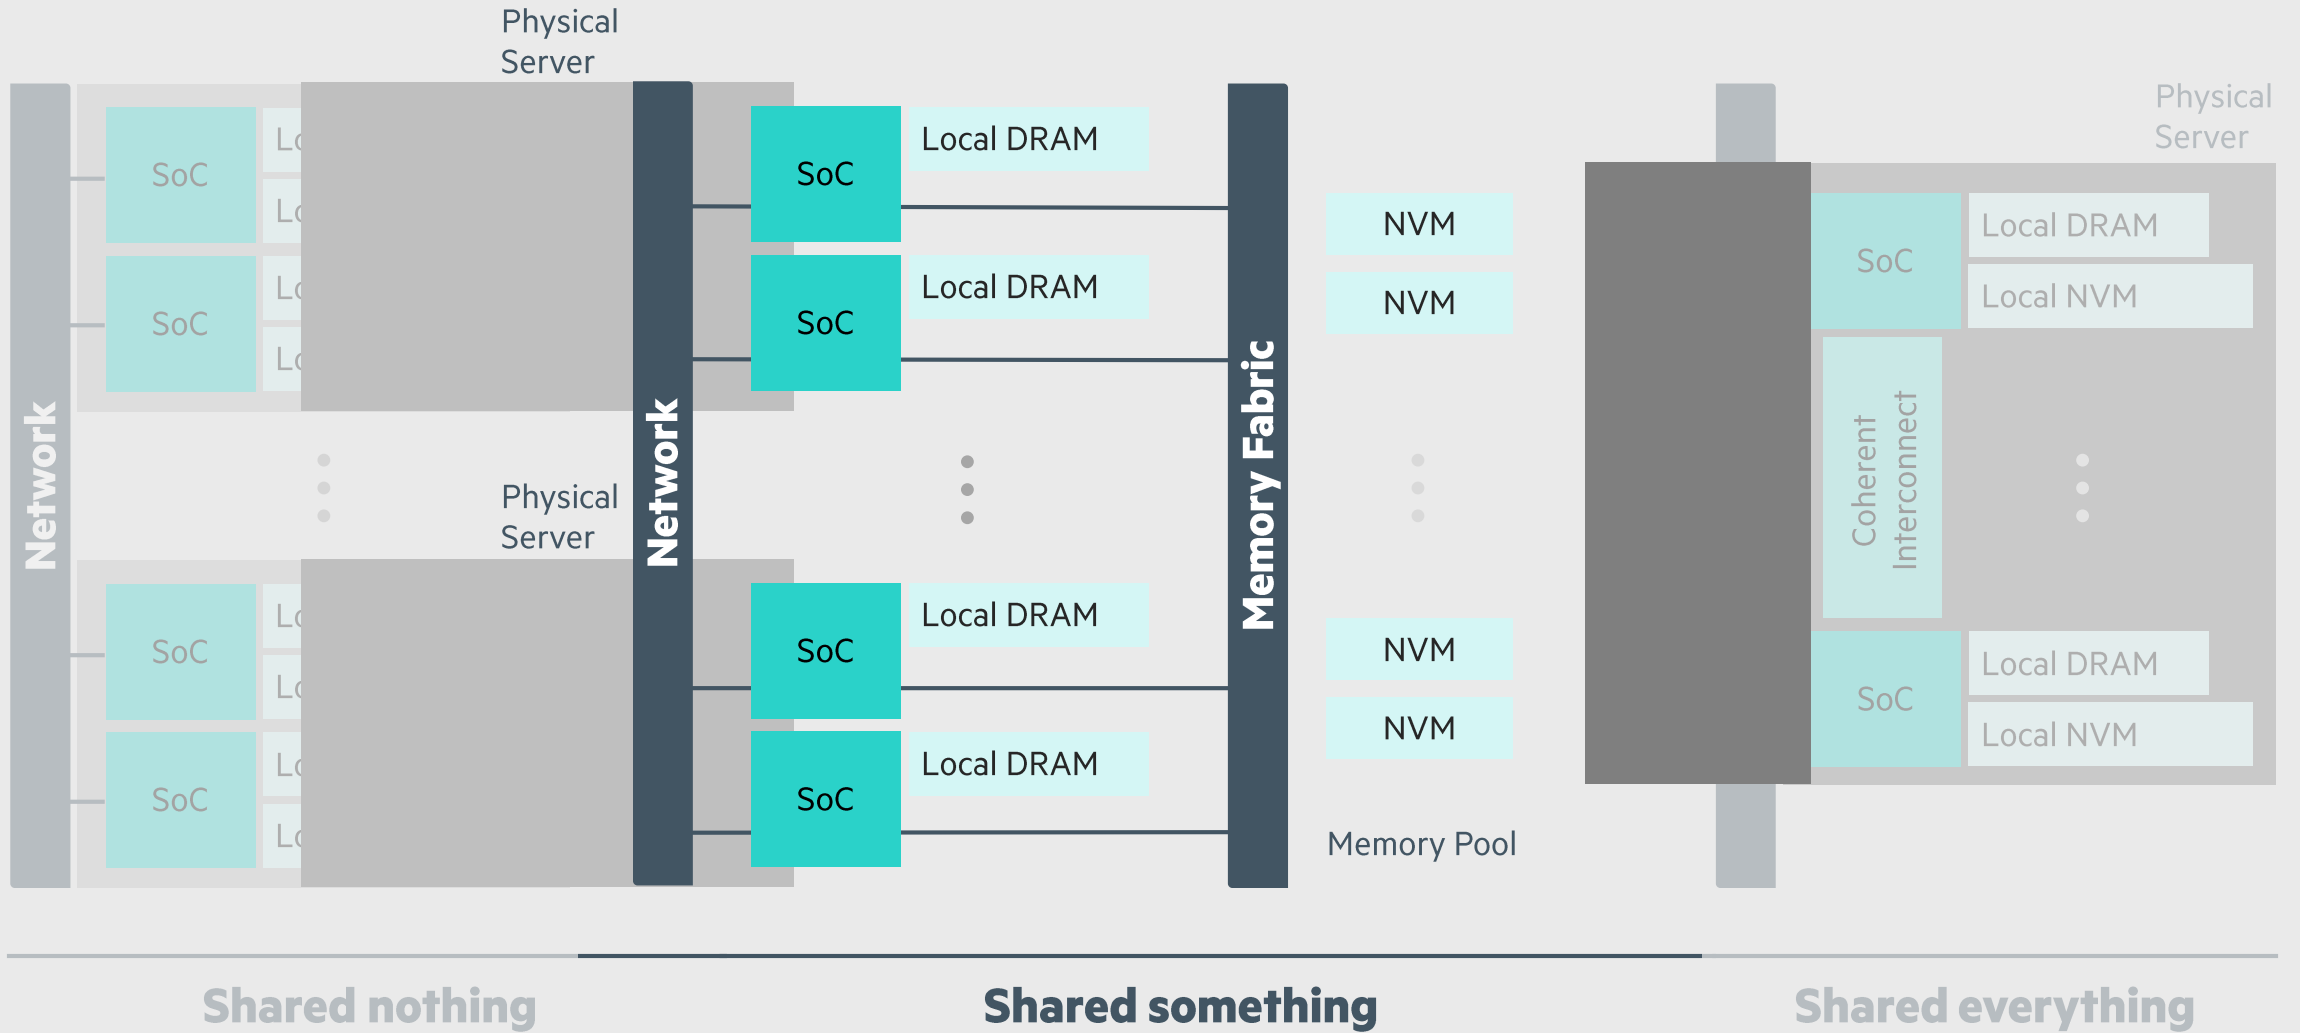 Physical
Server
Network
SoC
SoC
Physical
Server
SoC
SoC
Network
SoC
Local DRAM
SoC
Local DRAM
SoC
Local DRAM
SoC
Local DRAM
Memory Fabric
NVM
NVM
NVM
NVM
Memory Pool
Physical
Server
SoC
Local DRAM
Local NVM
Coherent
Interconnect
SoC
Local DRAM
Local NVM
Shared nothing
Shared something
Shared everything